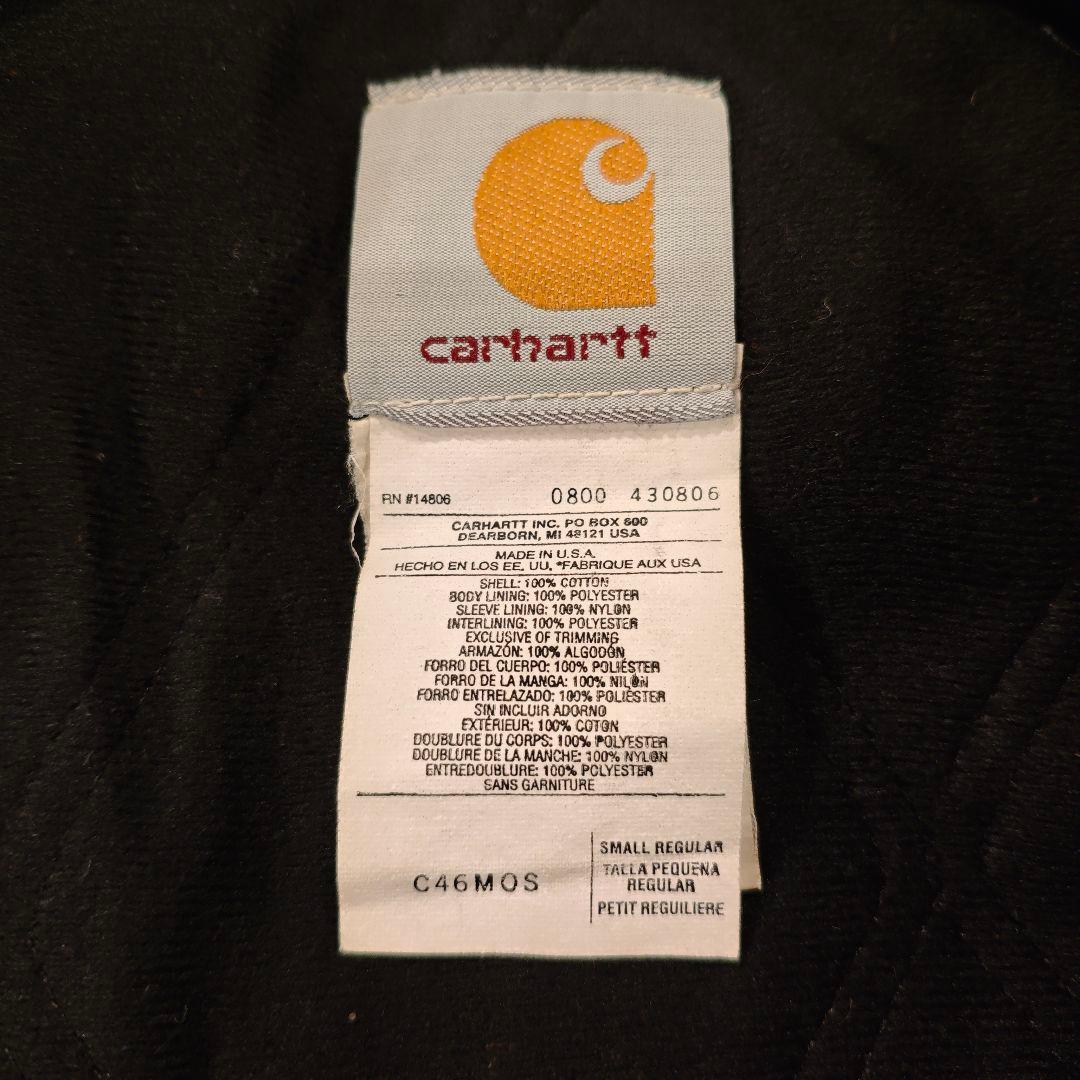 carhartt
RN #14806 0800 430806
CARHARTT INC. PO BOX 600
DEARBORN, MI 48121 USA
MADE IN U.S.A.
HECHO EN LOS EE. UU. *FABRIQUE AUX USA
SHELL: 100% COTTON
BODY LINING: 100% POLYESTER
SLEEVE LINING: 100% NYLON
INTERLINING: 100% POLYESTER
EXCLUSIVE OF TRIMMING
ARMAZÓN: 100% ALGODÓN
FORRO DEL CUERPO: 100% POLIÉSTER
FORRO DE LA MANGA: 100% NILÓN
FORRO ENTRELAZADO: 100% POLIÉSTER
SIN INCLUIR ADORNO
EXTÉRIEUR: 100% COTON
DOUBLURE DU CORPS: 100% POLYESTER
DOUBLURE DE LA MANCHE: 100% NYLON
ENTREDOUBLURE: 100% POLYESTER
SANS GARNITURE
C46MOS
SMALL REGULAR
TALLA PEQUENA
REGULAR
PETIT REGUILIERE